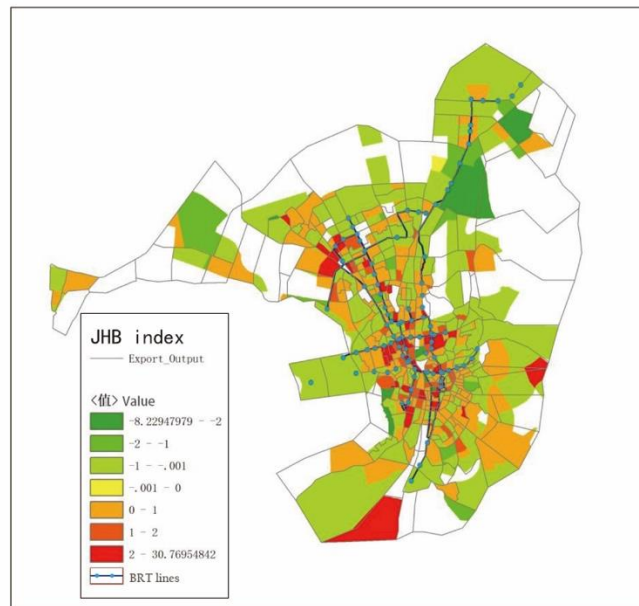 JHB index
Export_Output
<值> Value
-8.22947979 - -2
-2 - -1
-1 - -.001
-.001 - 0
0 - 1
1 - 2
2 - 30.76954842
BRT lines